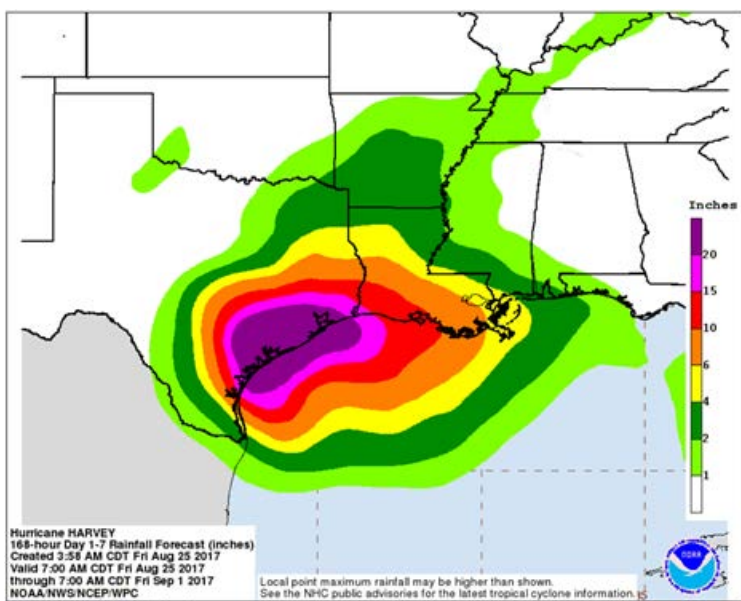 Inches
20
15
10
6
4
2
1
Hurricane HARVEY
168-hour Day 1-7 Rainfall Forecast (inches)
Created 3:58 AM CDT Fri Aug 25 2017
Valid 7:00 AM CDT Fri Aug 25 2017
through 7:00 AM CDT Fri Sep 1 2017
NOAA/NWS/NCEP/WPC
Local point maximum rainfall may be higher than shown.
See the NHC public advisories for the latest tropical cyclone information.
noaa